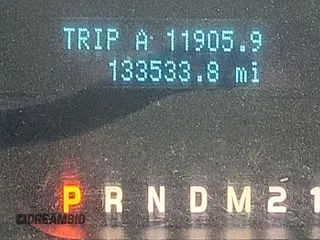 TRIP A 11905.9
133533.8 mi
P R N D M 2 1
DREAMBID